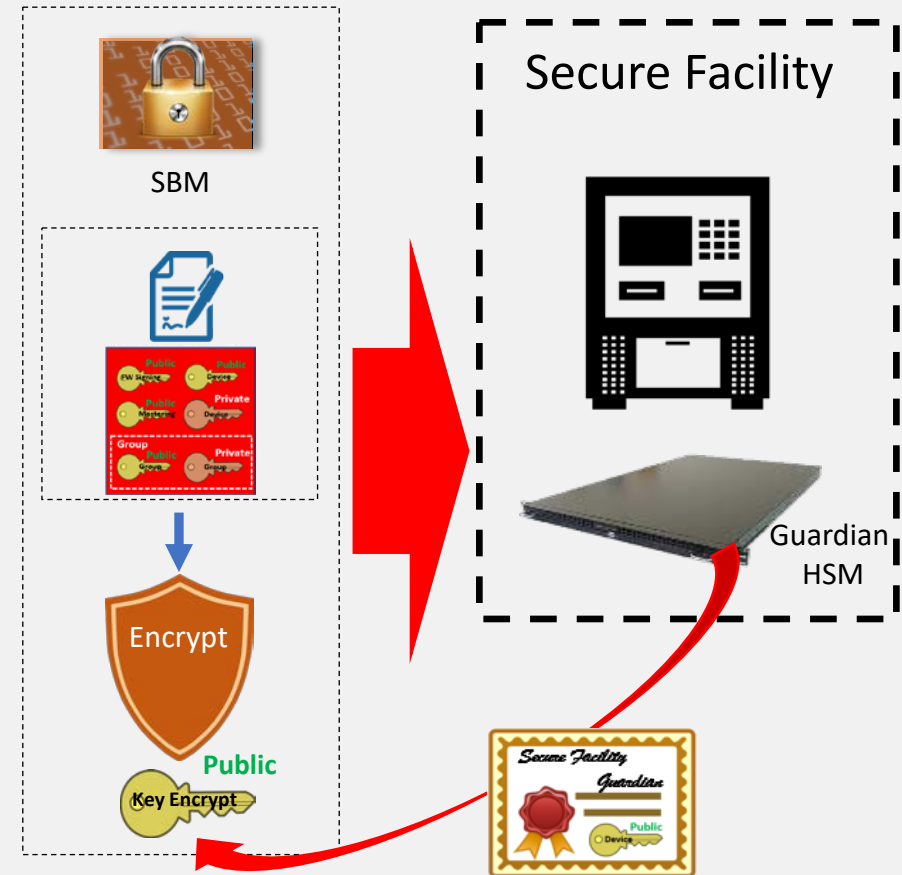 SBM
Public
FW Signing
Public
Device
Public
Mastering
Private
Device
Group
Public
Group
Private
Group
Encrypt
Public
Key Encrypt
Secure Facility
Guardian
HSM
Secure Facility
Guardian
Public
Device